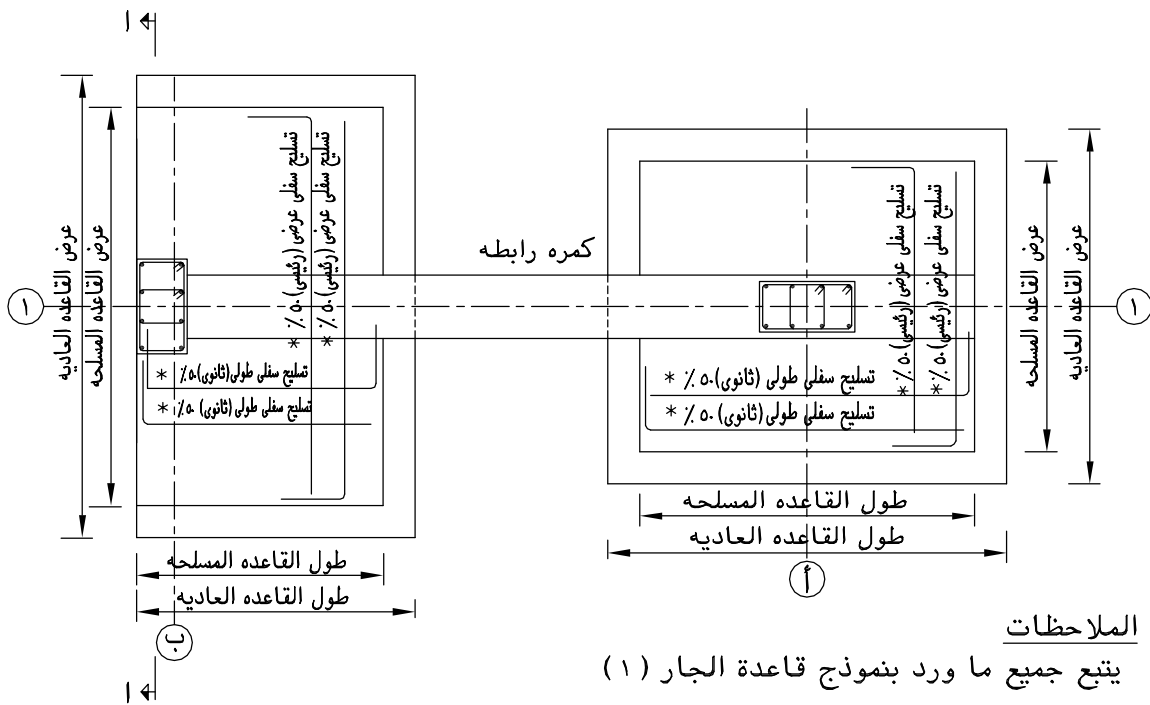 ١
عرض القاعده العاديه
عرض القاعده المسلحه
تسليح سفلى عرضى (رئيسى) ٥٠٪ *
تسليح سفلى عرضى (رئيسى) ٥٠٪ *
تسليح سفلى طولى (ثانوى) ٥٠٪ *
تسليح سفلى طولى (ثانوى) ٥٠٪ *
١
طول القاعده المسلحه
طول القاعده العاديه
ب
١
كمره رابطه
تسليح سفلى عرضى (رئيسى) ٥٠٪ *
تسليح سفلى عرضى (رئيسى) ٥٠٪ *
تسليح سفلى طولى (ثانوى) ٥٠٪ *
تسليح سفلى طولى (ثانوى) ٥٠٪ *
عرض القاعده المسلحه
عرض القاعده العاديه
١
طول القاعده المسلحه
طول القاعده العاديه
أ
الملاحظات
يتبع جميع ما ورد بنموذج قاعدة الجار (١)